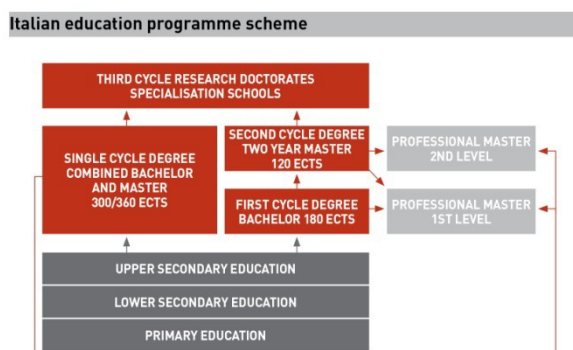 Italian education programme scheme
THIRD CYCLE RESEARCH DOCTORATES
SPECIALISATION SCHOOLS
SINGLE CYCLE DEGREE
COMBINED BACHELOR
AND MASTER
300/360 ECTS
SECOND CYCLE DEGREE
TWO YEAR MASTER
120 ECTS
PROFESSIONAL MASTER
2ND LEVEL
FIRST CYCLE DEGREE
BACHELOR 180 ECTS
PROFESSIONAL MASTER
1ST LEVEL
UPPER SECONDARY EDUCATION
LOWER SECONDARY EDUCATION
PRIMARY EDUCATION